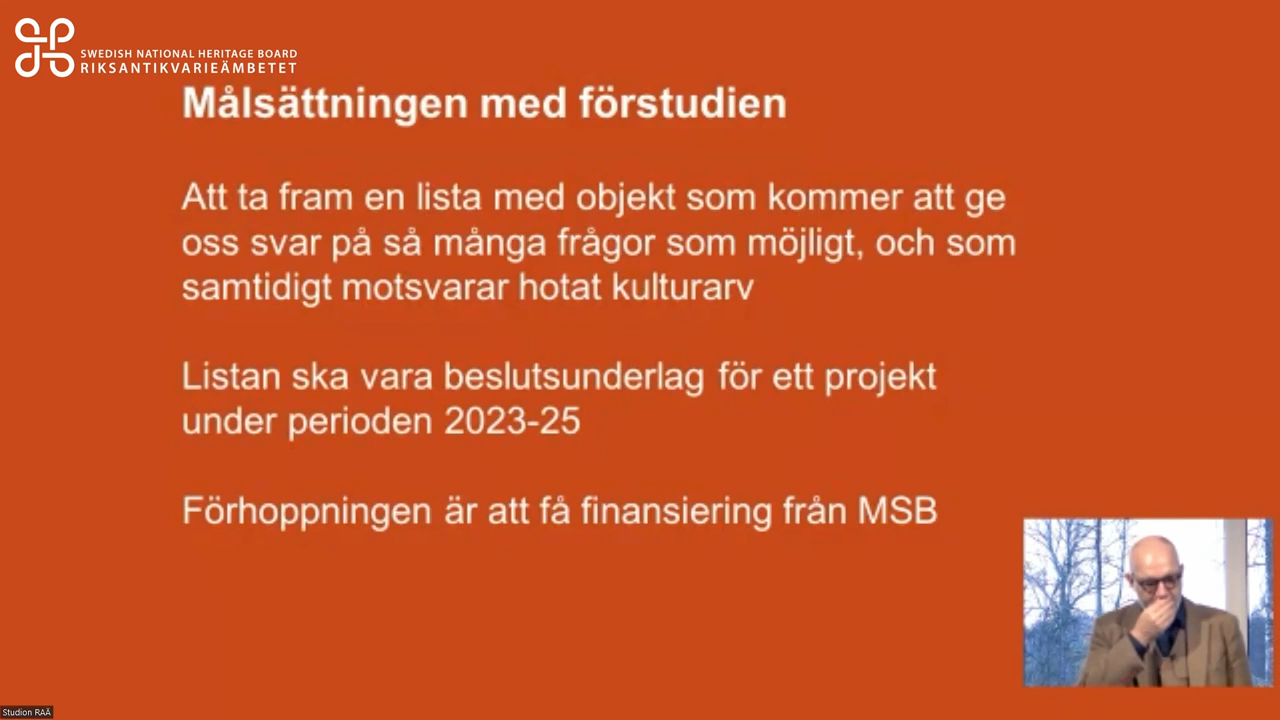 SWEDISH NATIONAL HERITAGE BOARD
RIKSANTIKVARIEÄMBETET
Målsättningen med förstudien
Att ta fram en lista med objekt som kommer att ge
oss svar på så många frågor som möjligt, och som
samtidigt motsvarar hotat kulturarv
Listan ska vara beslutsunderlag för ett projekt
under perioden 2023-25
Förhoppningen är att få finansiering från MSB
Studion RAÄ